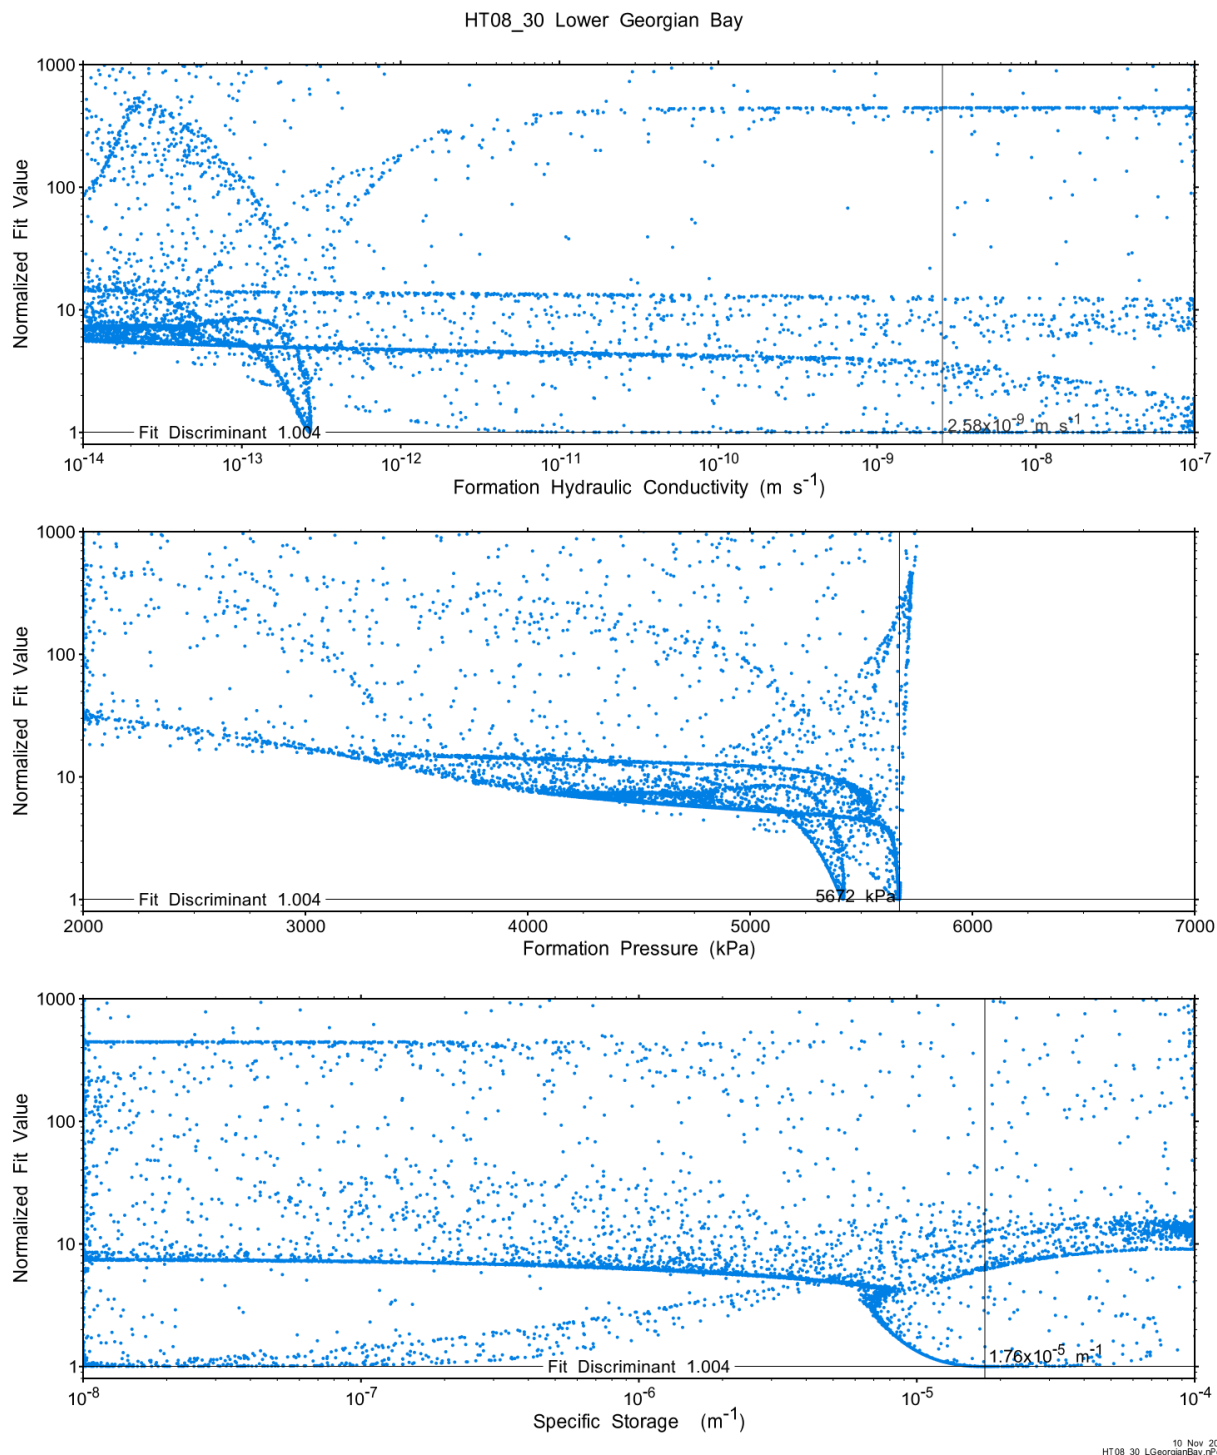 HT08_30 Lower Georgian Bay
1000
100
10
1
Normalized Fit Value
Fit Discriminant 1.004
2.58x10-9 m s-1
10-14 10-13 10-12 10-11 10-10 10-9 10-8 10-7
Formation Hydraulic Conductivity (m s-1)
1000
100
10
1
Normalized Fit Value
Fit Discriminant 1.004
5672 kPa
2000 3000 4000 5000 6000 7000
Formation Pressure (kPa)
1000
100
10
1
Normalized Fit Value
Fit Discriminant 1.004
1.76x10-5 m-1
10-8 10-7 10-6 10-5 10-4
Specific Storage (m-1)
10 Nov